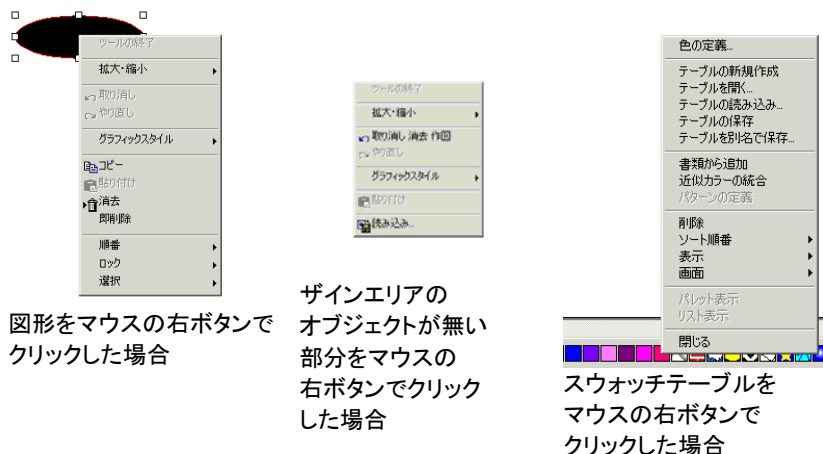 ツールの終了
拡大・縮小
取り消し
やり直し
グラフィックスタイル
コピー
貼り付け
消去
即削除
順番
ロック
選択
図形をマウスの右ボタンで
クリックした場合
ツールの終了
拡大・縮小
取り消し 消去 作図
やり直し
グラフィックスタイル
貼り付け
読み込み...
ザインエリアの
オブジェクトが無い
部分をマウスの
右ボタンでクリック
した場合
色の定義...
テーブルの新規作成
テーブルを開く...
テーブルの読み込み...
テーブルの保存
テーブルを別名で保存...
書類から追加
近似カラーの統合
パターンの定義
削除
ソート順番
表示
画面
パレット表示
リスト表示
閉じる
スウォッチテーブルを
マウスの右ボタンで
クリックした場合